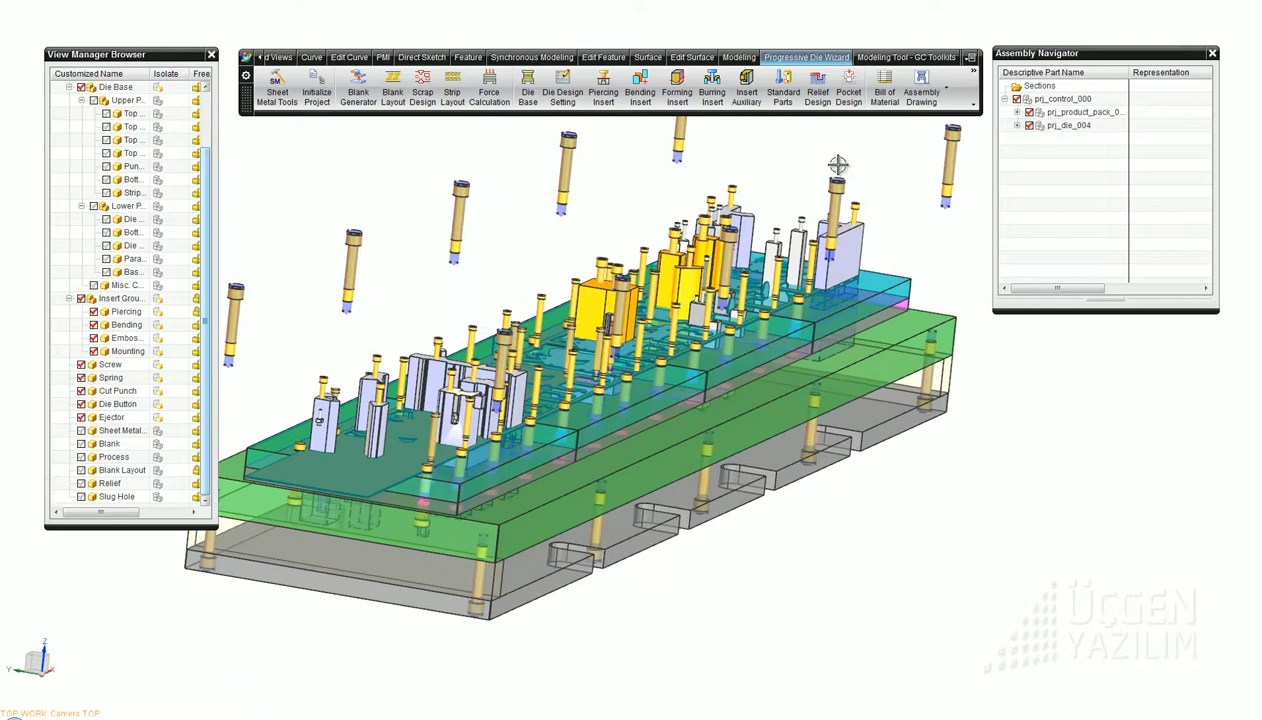 View Manager Browser
Customized Name Isolate Free.
Die Base
Upper P...
Top ...
Top ...
Top ...
Top ...
Pun...
Bott...
Strip...
Lower P...
Die ...
Bott...
Die ...
Para...
Bas...
Misc. C...
Insert Grou...
Piercing
Bending
Embos...
Mounting
Screw
Spring
Cut Punch
Die Button
Ejector
Sheet Metal...
Blank
Process
Blank Layout
Relief
Slug Hole
d Views Curve Edit Curve PMI Direct Sketch Feature Synchronous Modeling Edit Feature Surface Edit Surface Modeling Progressive Die Wizard Modeling Tool - GC Toolkits
SM
Sheet Metal Tools
Initialize Project
Blank Generator
Blank Layout
Scrap Design
Strip Layout
Force Calculation
Die Base
Die Design Setting
Piercing Insert
Bending Insert
Forming Insert
Burring Insert
Insert Auxiliary
Standard Parts
Relief Design
Pocket Design
Bill of Material
Assembly Drawing
Assembly Navigator
Descriptive Part Name Representation
Sections
prj_control_000
prj_product_pack_0...
prj_die_004
ÜÇGEN
YAZILIM
Z
Y
X
TOP WORK Camera TOP